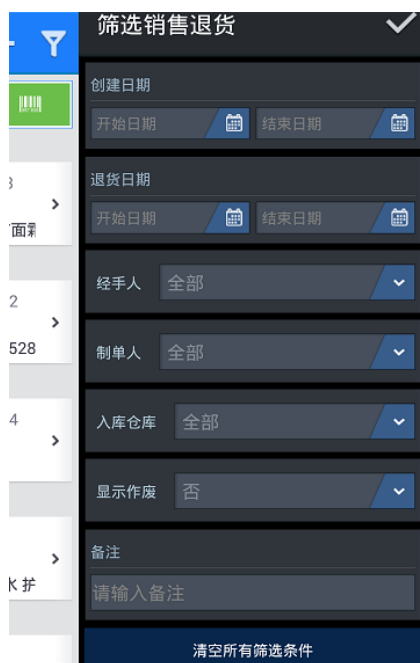 筛选销售退货
创建日期
开始日期 结束日期
退货日期
开始日期 结束日期
经手人 全部
制单人 全部
入库仓库 全部
显示作废 否
备注
请输入备注
清空所有筛选条件
3
面霜
2
528
4
水 护